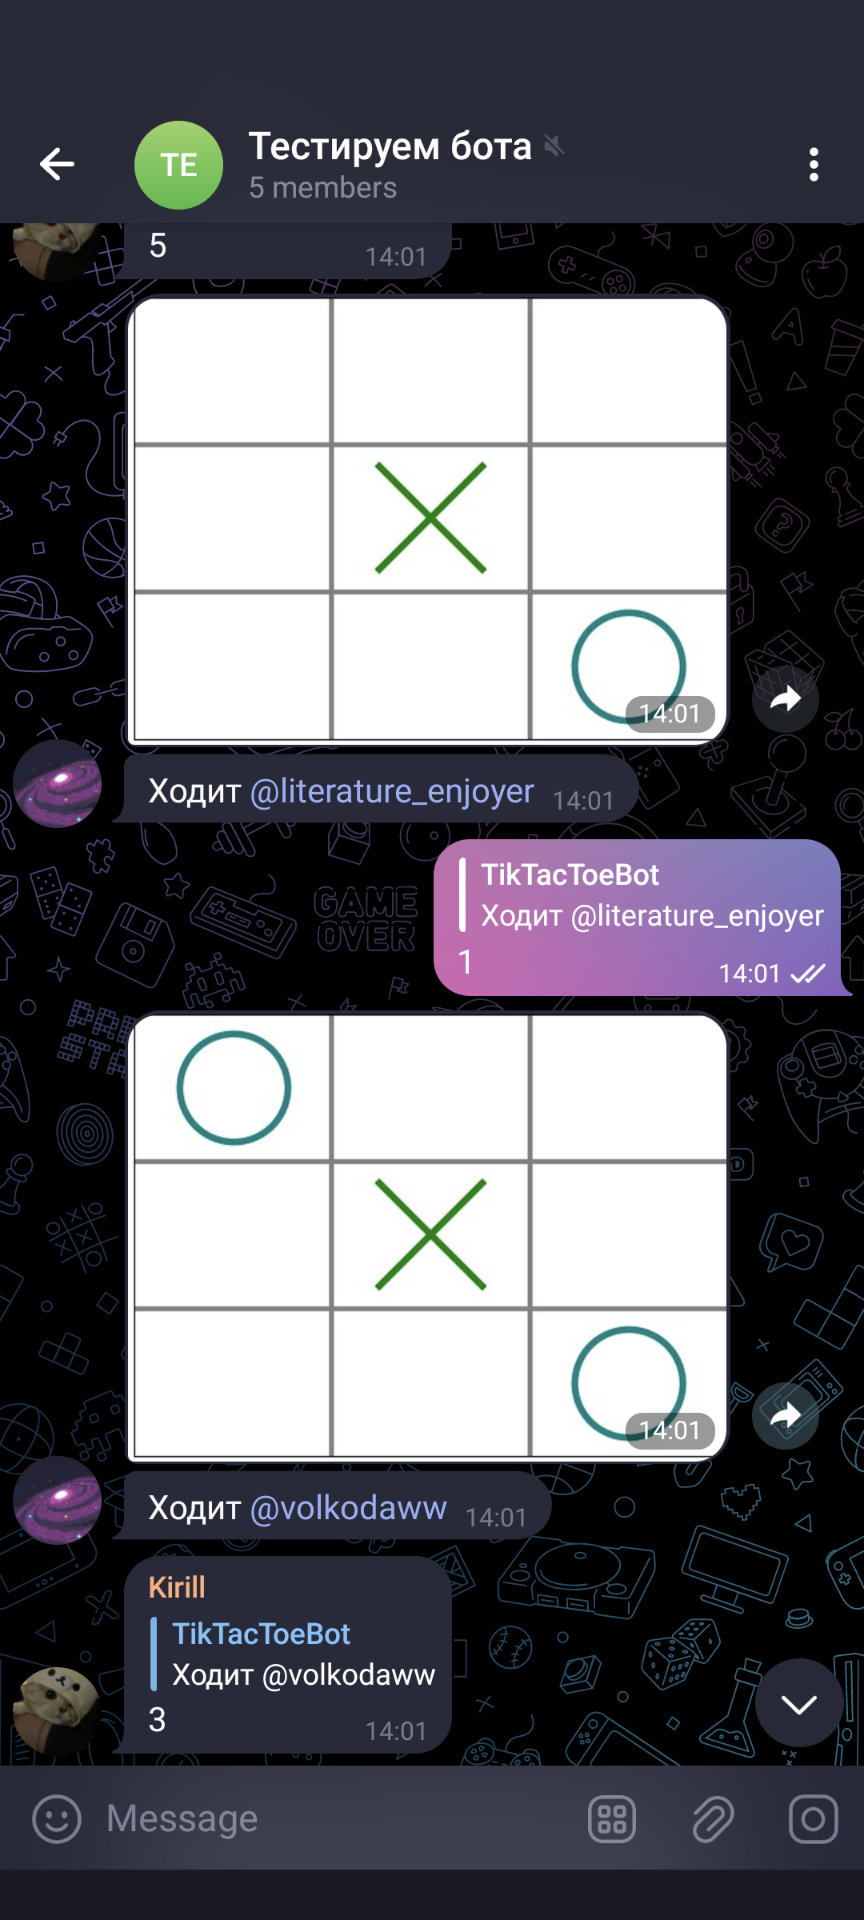 TE
Тестируем бота
5 members
5
14:01
14:01
Ходит @literature_enjoyer 14:01
TikTacToeBot
Ходит @literature_enjoyer
1
14:01
GAME
OVER
14:01
Ходит @volkodaww 14:01
Kirill
TikTacToeBot
Ходит @volkodaww
3
14:01
Message